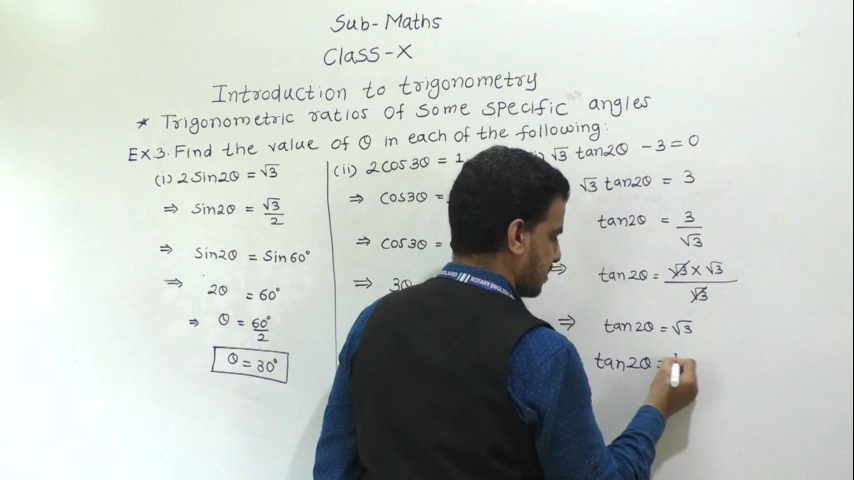 Sub-Maths
Class-X
Introduction to trigonometry
* Trigonometric ratios of some specific angles
EX 3. Find the value of θ in each of the following:
(i) 2Sin2θ = √3
⇒ Sin2θ = √3/2
⇒ Sin2θ = Sin60°
⇒ 2θ = 60°
⇒ θ = 60°/2
θ = 30°
(ii) 2Cos3θ = 1
⇒ Cos3θ =
⇒ Cos3θ =
⇒ 3θ
√3 tan2θ - 3 = 0
√3 tan2θ = 3
tan2θ = 3/√3
⇒ tan2θ = √3 × √3/√3
⇒ tan2θ = √3
tan2θ =
ROTARY ENGLISH